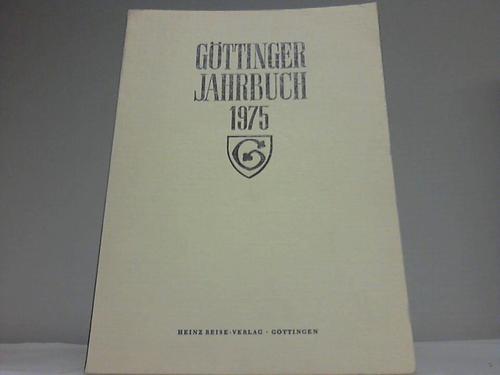 GÖTTINGER
JAHRBUCH
1975
G
HEINZ REISE-VERLAG · GÖTTINGEN